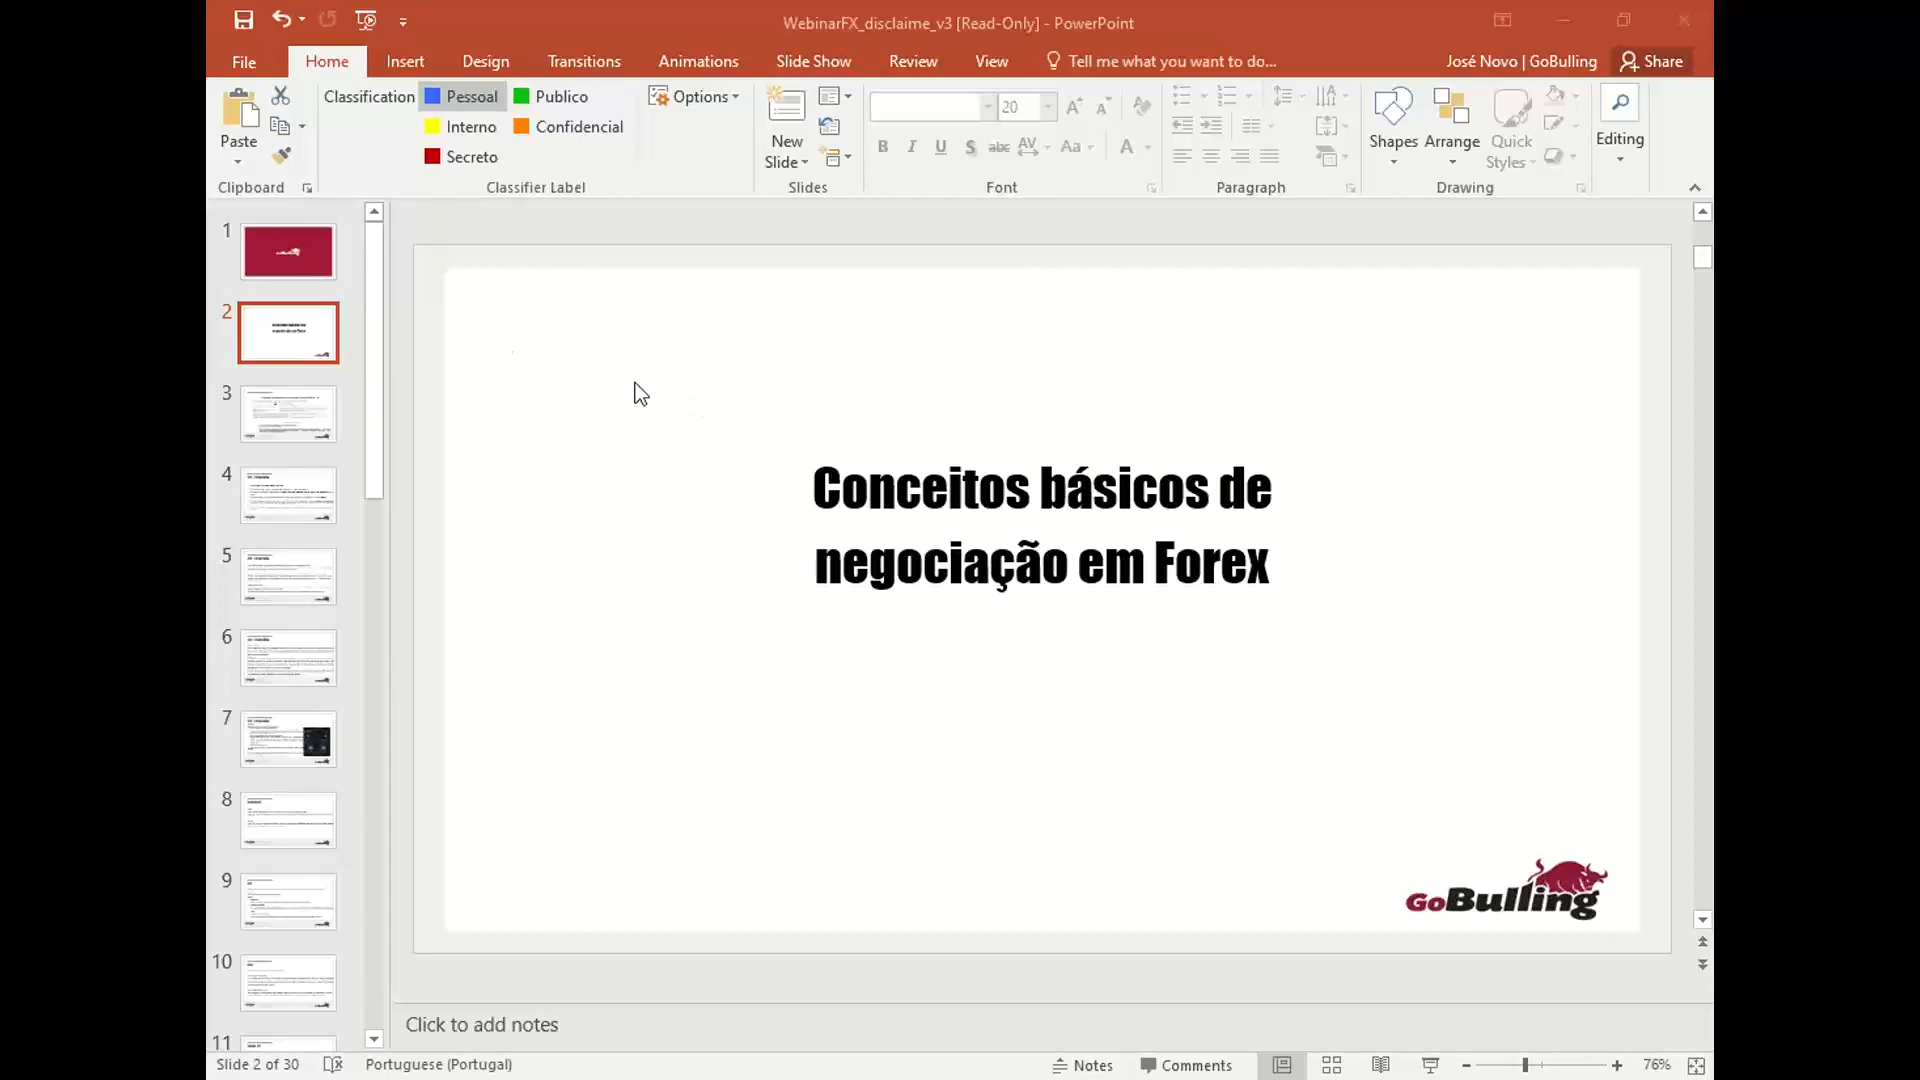 WebinarFX_disclaime_v3 [Read-Only] - PowerPoint
File Home Insert Design Transitions Animations Slide Show Review View Tell me what you want to do... José Novo | GoBulling Share
Paste
Clipboard
Classification Pessoal Publico
Interno Confidencial
Secreto
Options
Classifier Label
New
Slide
Slides
20
B I U S abc AV Aa A
Font
Paragraph
Shapes Arrange Quick
Styles
Drawing
Editing
1
2
3
4
5
6
7
8
9
10
11
Conceitos básicos de
negociação em Forex
GoBulling
Click to add notes
Slide 2 of 30 Portuguese (Portugal) Notes Comments 76%